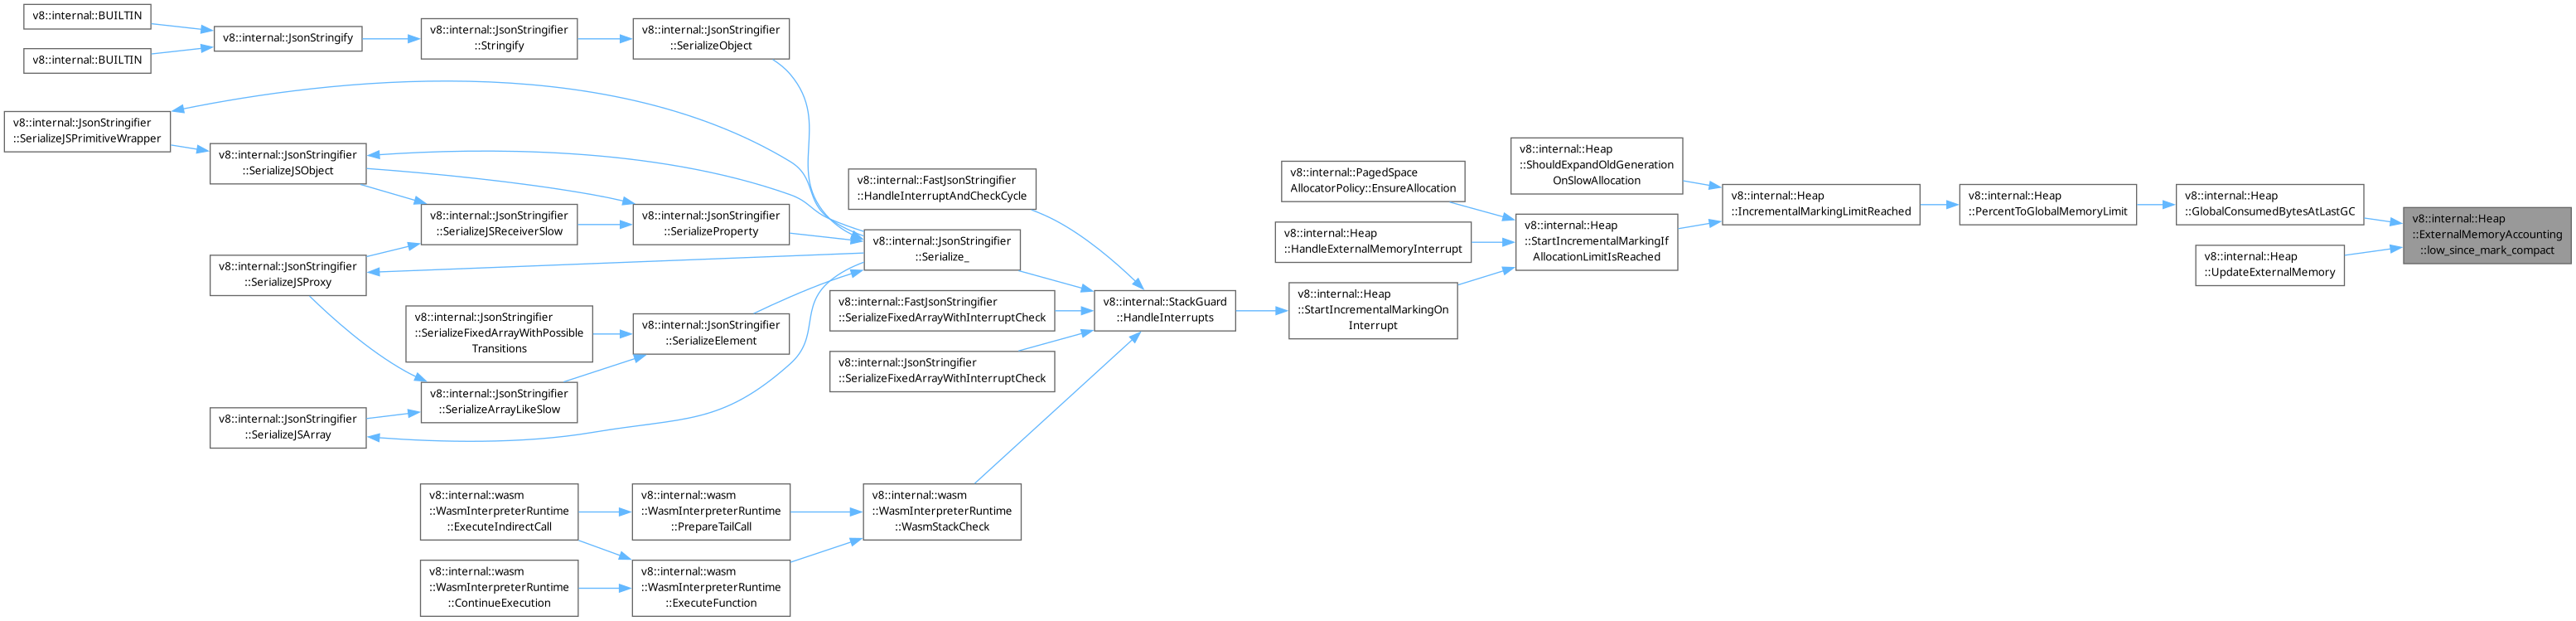 v8::internal::BUILTIN
v8::internal::BUILTIN
v8::internal::JsonStringify
v8::internal::JsonStringifier
::Stringify
v8::internal::JsonStringifier
::SerializeObject
v8::internal::JsonStringifier
::SerializeJSPrimitiveWrapper
v8::internal::JsonStringifier
::SerializeJSObject
v8::internal::JsonStringifier
::SerializeJSReceiverSlow
v8::internal::JsonStringifier
::SerializeProperty
v8::internal::JsonStringifier
::SerializeJSProxy
v8::internal::JsonStringifier
::SerializeFixedArrayWithPossible
Transitions
v8::internal::JsonStringifier
::SerializeElement
v8::internal::JsonStringifier
::SerializeArrayLikeSlow
v8::internal::JsonStringifier
::SerializeJSArray
v8::internal::wasm
::WasmInterpreterRuntime
::ExecuteIndirectCall
v8::internal::wasm
::WasmInterpreterRuntime
::PrepareTailCall
v8::internal::wasm
::WasmInterpreterRuntime
::ContinueExecution
v8::internal::wasm
::WasmInterpreterRuntime
::ExecuteFunction
v8::internal::FastJsonStringifier
::HandleInterruptAndCheckCycle
v8::internal::JsonStringifier
::Serialize_
v8::internal::FastJsonStringifier
::SerializeFixedArrayWithInterruptCheck
v8::internal::JsonStringifier
::SerializeFixedArrayWithInterruptCheck
v8::internal::wasm
::WasmInterpreterRuntime
::WasmStackCheck
v8::internal::StackGuard
::HandleInterrupts
v8::internal::PagedSpace
AllocatorPolicy::EnsureAllocation
v8::internal::Heap
::HandleExternalMemoryInterrupt
v8::internal::Heap
::StartIncrementalMarkingOn
Interrupt
v8::internal::Heap
::ShouldExpandOldGeneration
OnSlowAllocation
v8::internal::Heap
::StartIncrementalMarkingIf
AllocationLimitIsReached
v8::internal::Heap
::IncrementalMarkingLimitReached
v8::internal::Heap
::PercentToGlobalMemoryLimit
v8::internal::Heap
::GlobalConsumedBytesAtLastGC
v8::internal::Heap
::UpdateExternalMemory
v8::internal::Heap
::ExternalMemoryAccounting
::low_since_mark_compact